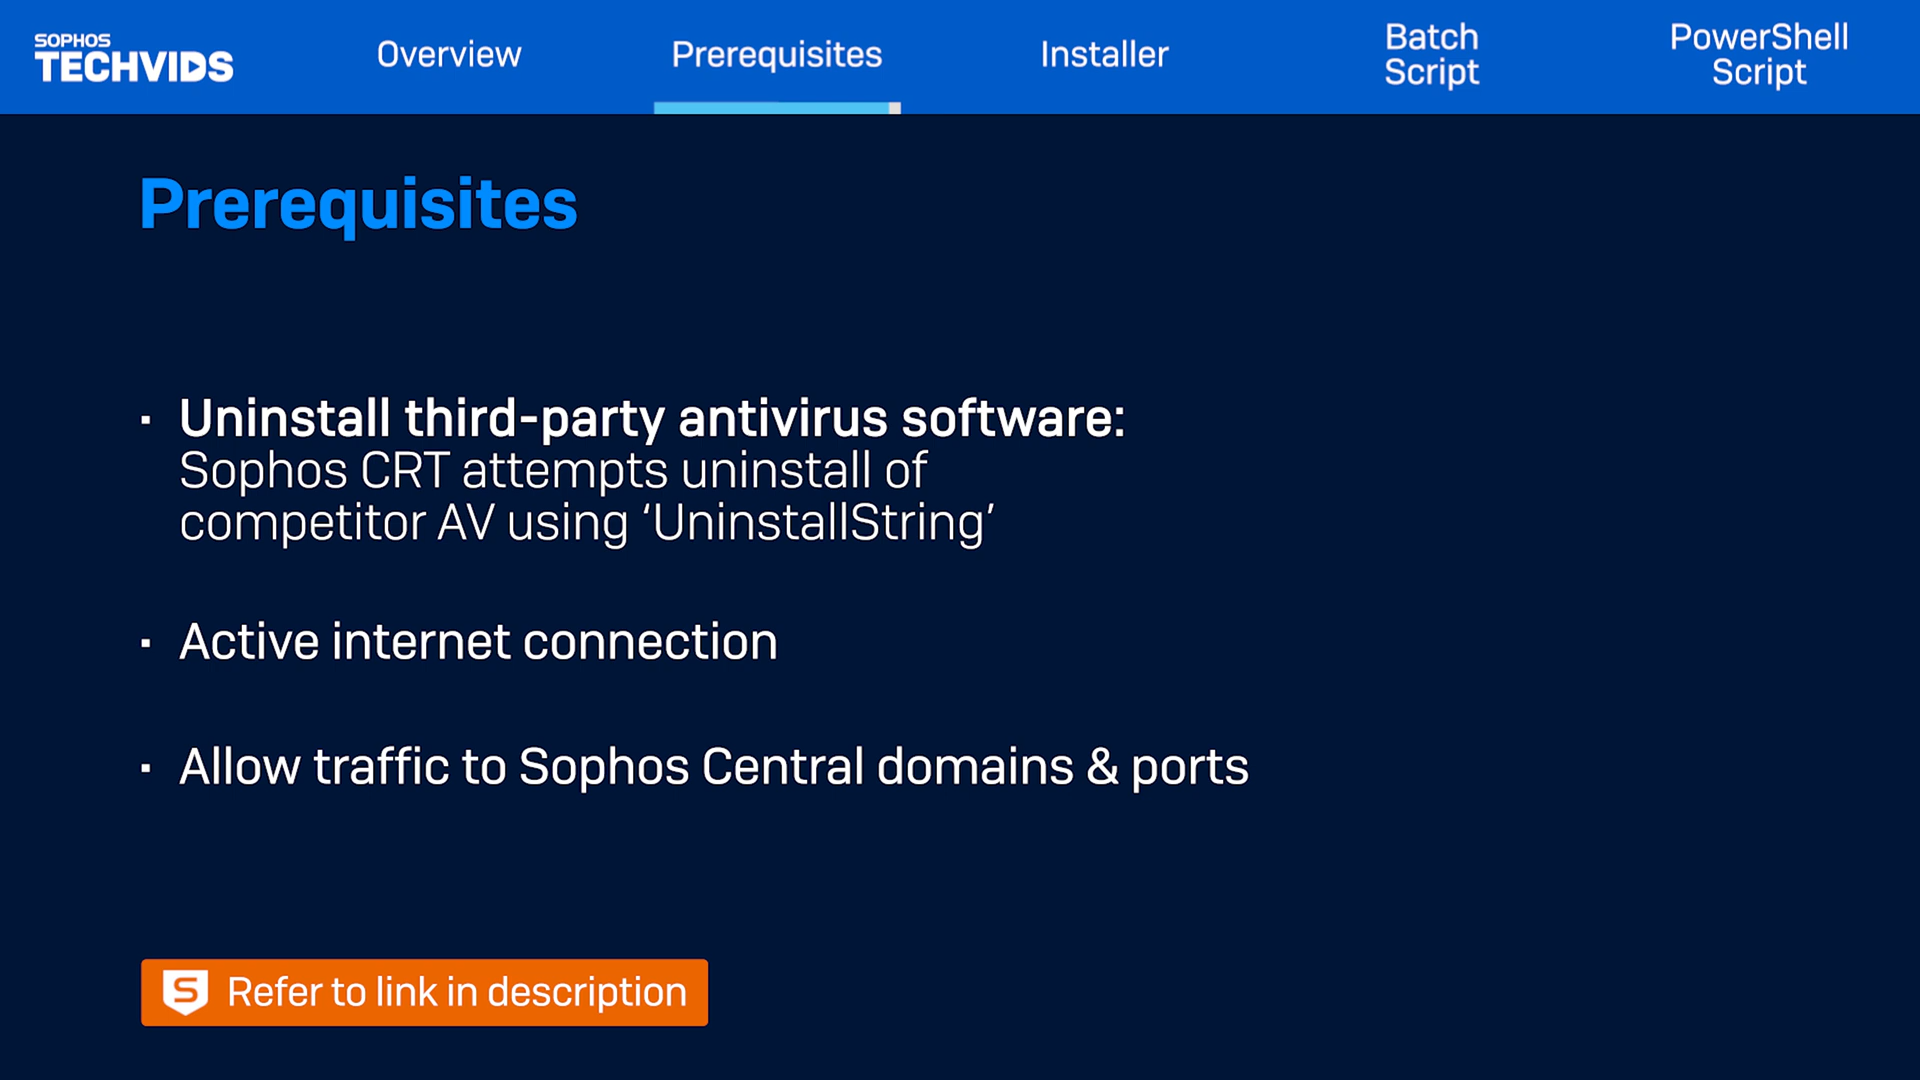 SOPHOS
TECHVIDS
Overview
Prerequisites
Installer
Batch
Script
PowerShell
Script
Prerequisites
· Uninstall third-party antivirus software:
Sophos CRT attempts uninstall of
competitor AV using ‘UninstallString’
· Active internet connection
· Allow traffic to Sophos Central domains & ports
S Refer to link in description